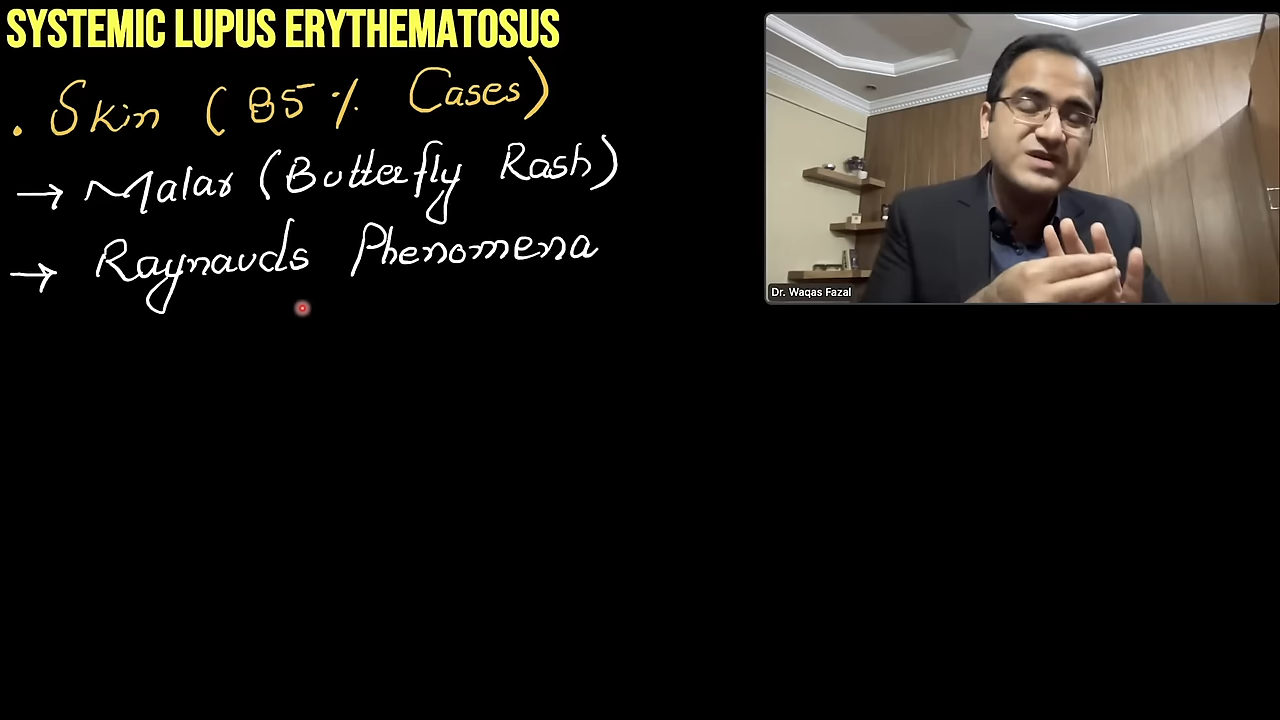 SYSTEMIC LUPUS ERYTHEMATOSUS
. Skin (85% Cases)
→ Malar (Butterfly Rash)
→ Raynauds Phenomena
Dr. Waqas Fazal